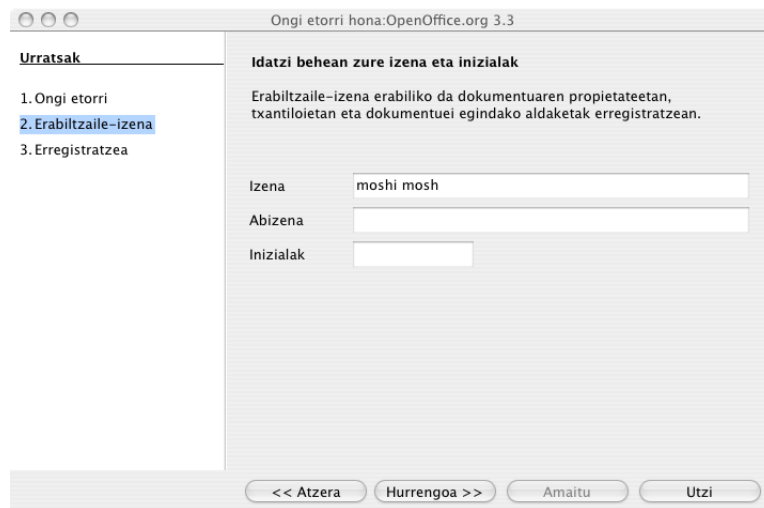 Ongi etorri hona:OpenOffice.org 3.3
Urratsak
1. Ongi etorri
2. Erabiltzaile-izena
3. Erregistratzea
Idatzi behean zure izena eta inizialak
Erabiltzaile-izena erabiliko da dokumentuaren propietateetan,
txantiloietan eta dokumentuei egindako aldaketak erregistratzean.
Izena moshi mosh
Abizena
Inizialak
<< Atzera Hurrengoa >> Amaitu Utzi